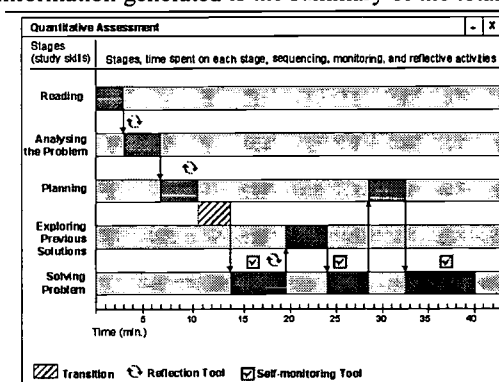 Quantitative Assessment - x
Stages
(study skills)
Stages, time spent on each stage, sequencing, monitoring, and reflective activities
Reading
Analysing
the Problem
Planning
Exploring
Previous
Solutions
Solving
Problem
5 10 15 20 25 30 35 40
Time (min.)
Transition Reflection Tool Self-monitoring Tool